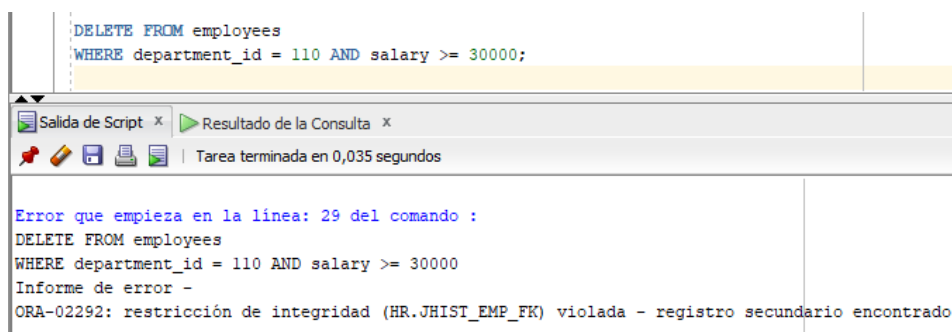 DELETE FROM employees
WHERE department_id = 110 AND salary >= 30000;
Salida de Script x Resultado de la Consulta x
Tarea terminada en 0,035 segundos
Error que empieza en la línea: 29 del comando :
DELETE FROM employees
WHERE department_id = 110 AND salary >= 30000
Informe de error -
ORA-02292: restricción de integridad (HR.JHIST_EMP_FK) violada - registro secundario encontrado